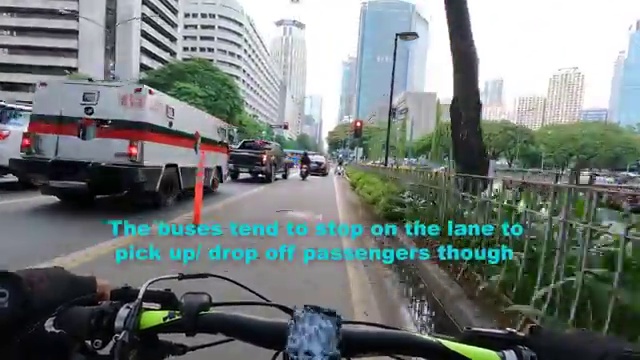 The buses tend to stop on the lane to
pick up/ drop off passengers though